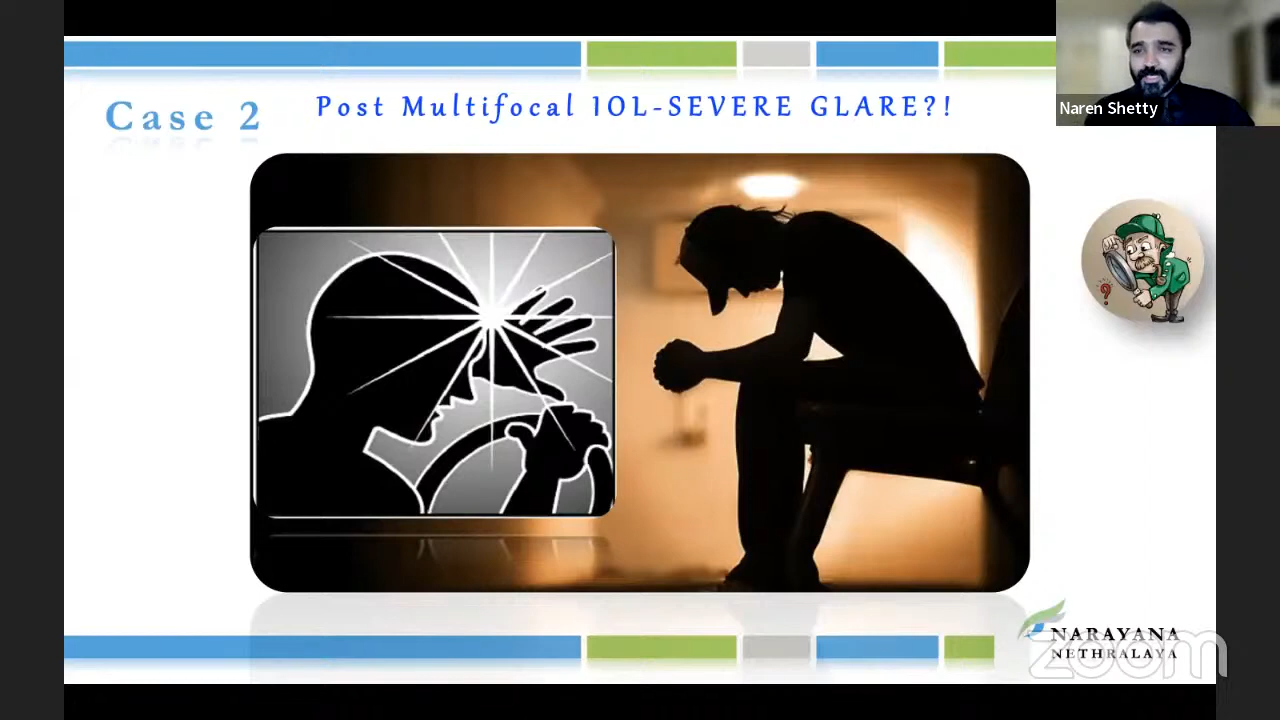 Case 2
Post Multifocal IOL-SEVERE GLARE?!
Naren Shetty
?
NARAYANA
NETHRALAYA
zoom